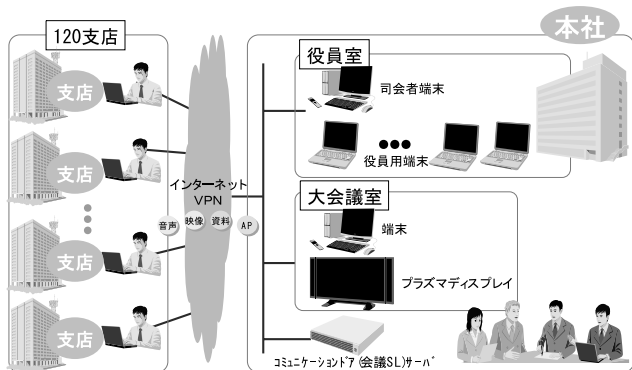 120支店
本社
支店
支店
支店
支店
インターネット
VPN
音声
映像
資料
AP
役員室
司会者端末
役員用端末
大会議室
端末
プラズマディスプレイ
ｺﾐｭﾆｹｰｼｮﾝﾄﾞｱ(会議SL)ｻｰﾊﾞ